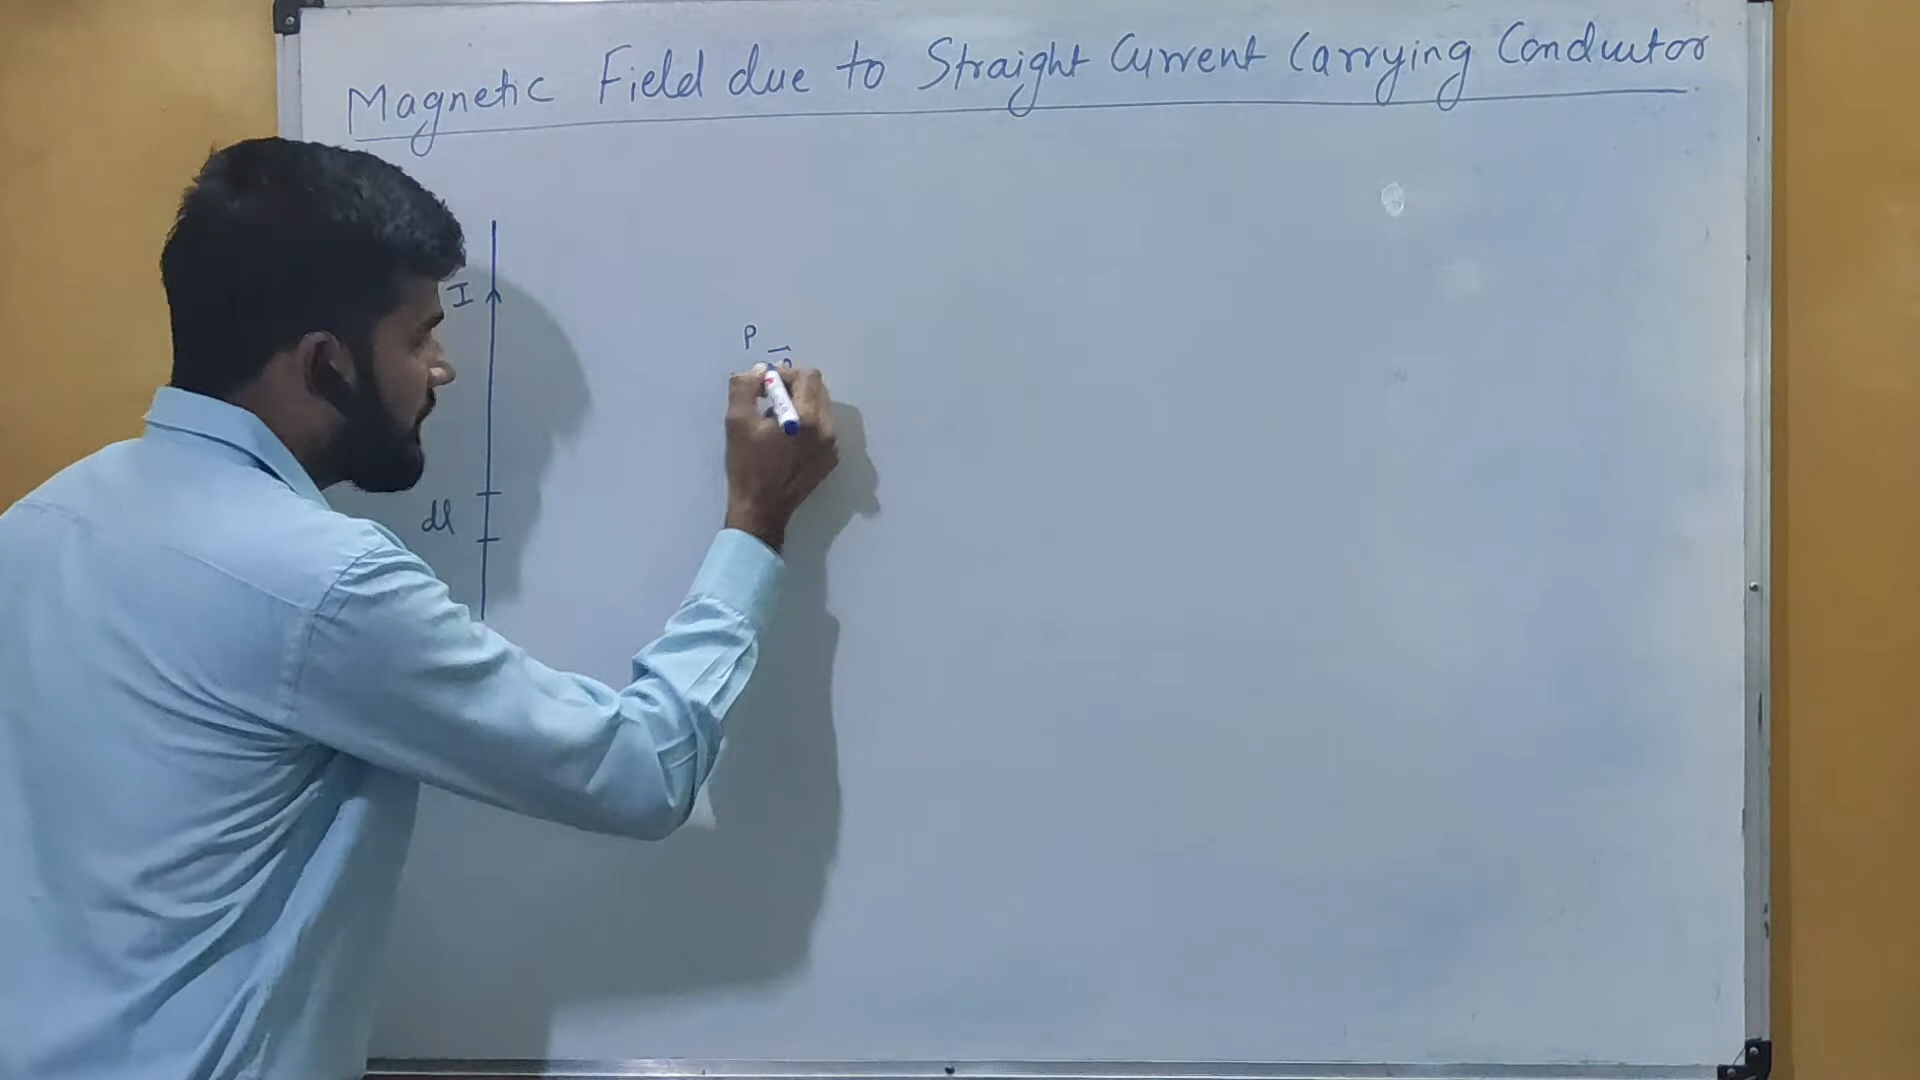 Magnetic Field due to Straight Current Carrying Conductor
I
P
dl